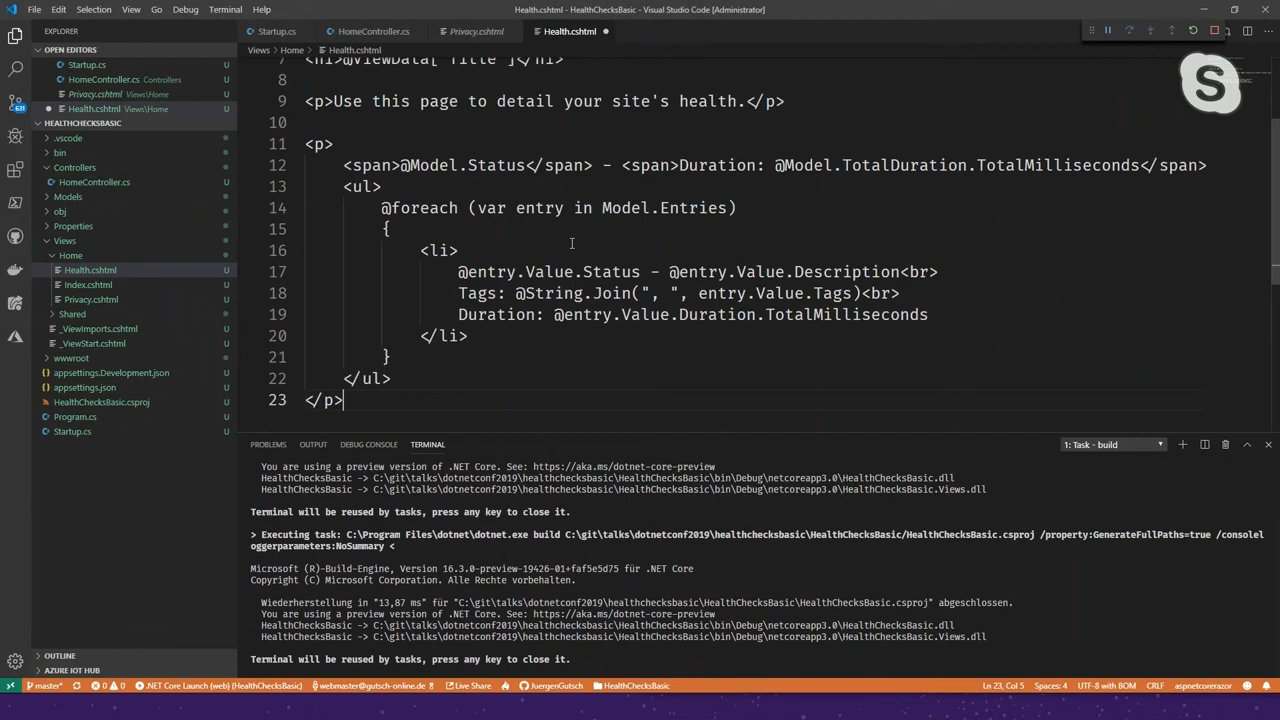 File Edit Selection View Go Debug Terminal Help
Health.cshtml - HealthChecksBasic - Visual Studio Code [Administrator]
EXPLORER
Startup.cs
HomeController.cs
Privacy.cshtml
Health.cshtml
Views > Home > Health.cshtml
OPEN EDITORS
Startup.cs U
HomeController.cs Controllers U
Privacy.cshtml Views\Home U
Health.cshtml Views\Home U
631
HEALTHCHECKSBASIC
.vscode
bin
Controllers
HomeController.cs U
Models
obj
Properties
Views
Home
Health.cshtml U
Index.cshtml U
Privacy.cshtml U
Shared
_ViewImports.cshtml U
_ViewStart.cshtml U
wwwroot
appsettings.Development.json U
appsettings.json U
HealthChecksBasic.csproj U
Program.cs U
Startup.cs U
OUTLINE
AZURE IOT HUB
7 <h1>@ViewData["Title"]</h1>
8
9 <p>Use this page to detail your site's health.</p>
10
11 <p>
12 <span>@Model.Status</span> - <span>Duration: @Model.TotalDuration.TotalMilliseconds</span>
13 <ul>
14 @foreach (var entry in Model.Entries)
15 {
16 <li>
17 @entry.Value.Status - @entry.Value.Description<br>
18 Tags: @String.Join(", ", entry.Value.Tags)<br>
19 Duration: @entry.Value.Duration.TotalMilliseconds
20 </li>
21 }
22 </ul>
23 </p>
PROBLEMS OUTPUT DEBUG CONSOLE TERMINAL
1: Task - build
You are using a preview version of .NET Core. See: https://aka.ms/dotnet-core-preview
HealthChecksBasic -> C:\git\talks\dotnetconf2019\healthchecksbasic\HealthChecksBasic\bin\Debug\netcoreapp3.0\HealthChecksBasic.dll
HealthChecksBasic -> C:\git\talks\dotnetconf2019\healthchecksbasic\HealthChecksBasic\bin\Debug\netcoreapp3.0\HealthChecksBasic.Views.dll
Terminal will be reused by tasks, press any key to close it.
> Executing task: C:\Program Files\dotnet\dotnet.exe build C:\git\talks\dotnetconf2019\healthchecksbasic\HealthChecksBasic/HealthChecksBasic.csproj /property:GenerateFullPaths=true /consolel
oggerparameters:NoSummary <
Microsoft (R)-Build-Engine, Version 16.3.0-preview-19426-01+faf5e5d75 für .NET Core
Copyright (C) Microsoft Corporation. Alle Rechte vorbehalten.
Wiederherstellung in "13,87 ms" für "C:\git\talks\dotnetconf2019\healthchecksbasic\HealthChecksBasic\HealthChecksBasic.csproj" abgeschlossen.
You are using a preview version of .NET Core. See: https://aka.ms/dotnet-core-preview
HealthChecksBasic -> C:\git\talks\dotnetconf2019\healthchecksbasic\HealthChecksBasic\bin\Debug\netcoreapp3.0\HealthChecksBasic.dll
HealthChecksBasic -> C:\git\talks\dotnetconf2019\healthchecksbasic\HealthChecksBasic\bin\Debug\netcoreapp3.0\HealthChecksBasic.Views.dll
Terminal will be reused by tasks, press any key to close it.
master* 0 0 .NET Core Launch (web) (HealthChecksBasic) webmaster@gutsch-online.de Live Share JuergenGutsch HealthChecksBasic Ln 23, Col 5 Spaces: 4 UTF-8 with BOM CRLF aspnetcorerazor